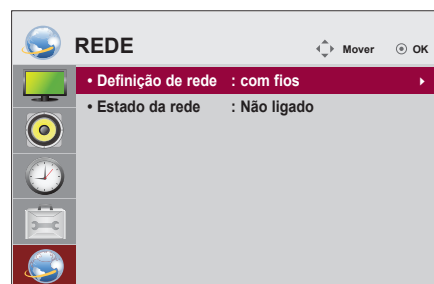 REDE
Mover
OK
• Definição de rede : com fios
• Estado da rede : Não ligado